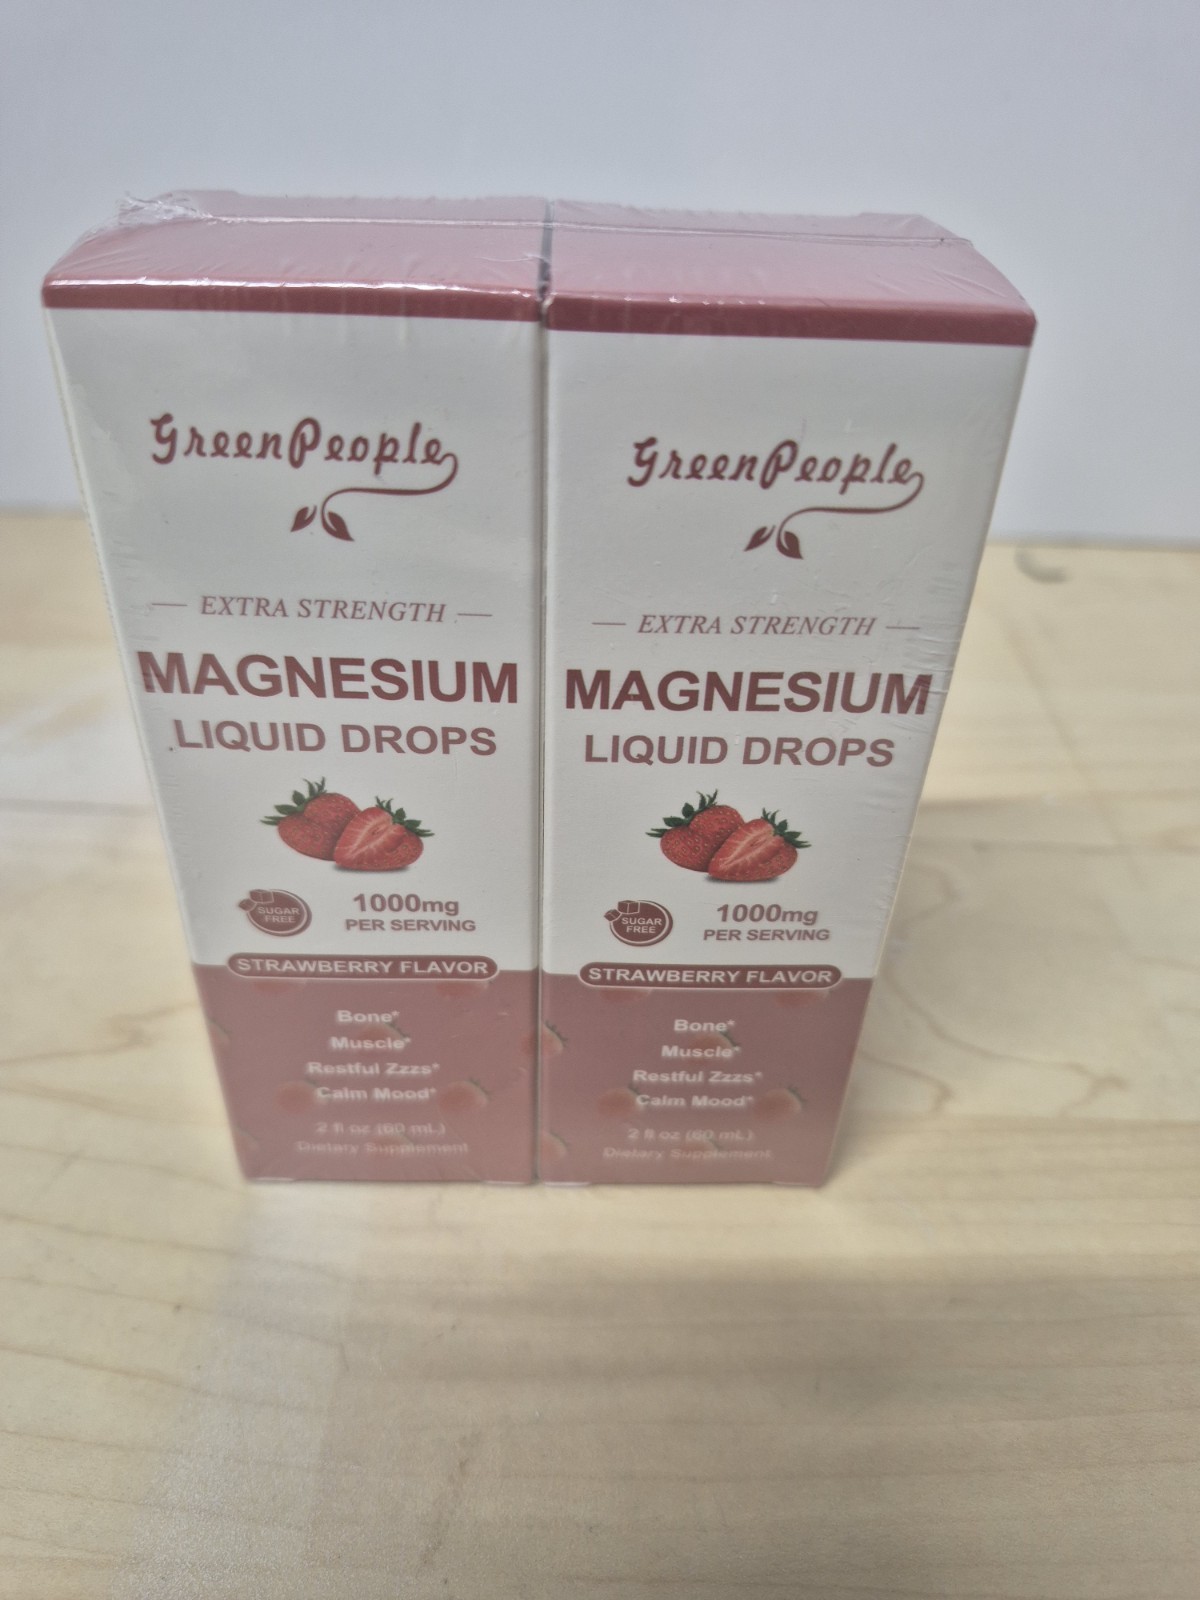 GreenPeople
EXTRA STRENGTH
MAGNESIUM
LIQUID DROPS
SUGAR
FREE
1000mg
PER SERVING
STRAWBERRY FLAVOR
Bone*
Muscle*
Restful Zzzs*
Calm Mood*
2 fl oz (60 mL)
Dietary Supplement
GreenPeople
EXTRA STRENGTH
MAGNESIUM
LIQUID DROPS
SUGAR
FREE
1000mg
PER SERVING
STRAWBERRY FLAVOR
Bone*
Muscle*
Restful Zzzs*
Calm Mood*
2 fl oz (60 mL)
Dietary Supplement